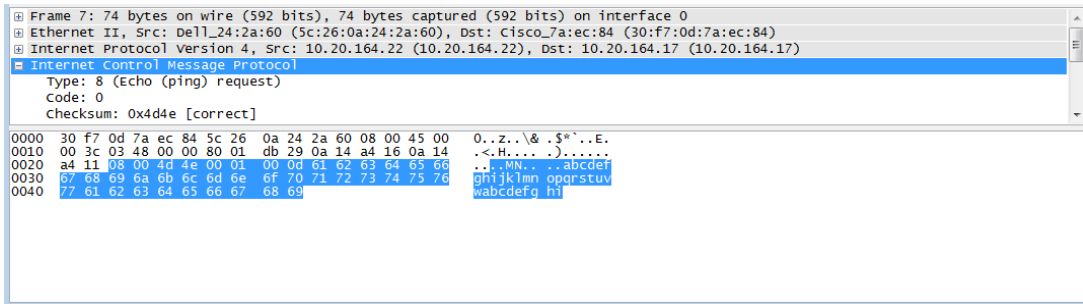 Frame 7: 74 bytes on wire (592 bits), 74 bytes captured (592 bits) on interface 0
Ethernet II, Src: Dell_24:2a:60 (5c:26:0a:24:2a:60), Dst: Cisco_7a:ec:84 (30:f7:0d:7a:ec:84)
Internet Protocol Version 4, Src: 10.20.164.22 (10.20.164.22), Dst: 10.20.164.17 (10.20.164.17)
Internet Control Message Protocol
Type: 8 (Echo (ping) request)
Code: 0
Checksum: 0x4d4e [correct]
0000 30 f7 0d 7a ec 84 5c 26 0a 24 2a 60 08 00 45 00 0..z..\& .$*`..E.
0010 00 3c 03 48 00 00 80 01 db 29 0a 14 a4 16 0a 14 .<.H.... .)......
0020 a4 11 08 00 4d 4e 00 01 00 0d 61 62 63 64 65 66 ....MN.. ..abcdef
0030 67 68 69 6a 6b 6c 6d 6e 6f 70 71 72 73 74 75 76 ghijklmn opqrstuv
0040 77 61 62 63 64 65 66 67 68 69 wabcdefg hi